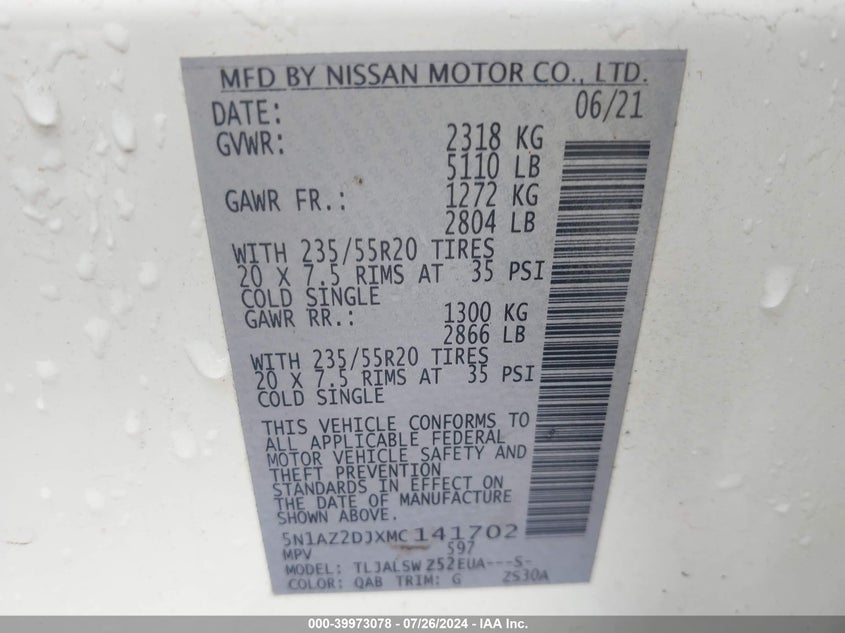 MFD BY NISSAN MOTOR CO., LTD.
DATE: 06/21
GVWR: 2318 KG
5110 LB
GAWR FR.: 1272 KG
2804 LB
WITH 235/55R20 TIRES
20 X 7.5 RIMS AT 35 PSI
COLD SINGLE
GAWR RR.: 1300 KG
2866 LB
WITH 235/55R20 TIRES
20 X 7.5 RIMS AT 35 PSI
COLD SINGLE
THIS VEHICLE CONFORMS TO
ALL APPLICABLE FEDERAL
MOTOR VEHICLE SAFETY AND
THEFT PREVENTION
STANDARDS IN EFFECT ON
THE DATE OF MANUFACTURE
SHOWN ABOVE.
5N1AZ2DJXMC141702
MPV 597
MODEL: TLJALSW Z52EUA---S-
COLOR: QAB TRIM: G ZS30A
000-39973078 - 07/26/2024 - IAA Inc.